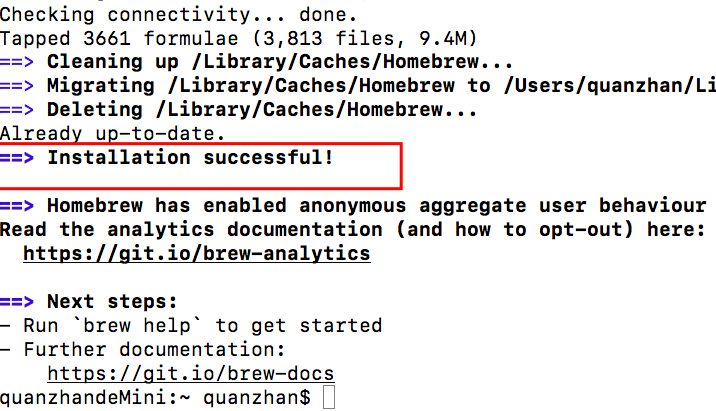 Checking connectivity... done.
Tapped 3661 formulae (3,813 files, 9.4M)
==> Cleaning up /Library/Caches/Homebrew...
==> Migrating /Library/Caches/Homebrew to /Users/quanzhan/Li
==> Deleting /Library/Caches/Homebrew...
Already up-to-date.
==> Installation successful!
==> Homebrew has enabled anonymous aggregate user behaviour
Read the analytics documentation (and how to opt-out) here:
https://git.io/brew-analytics
==> Next steps:
- Run `brew help` to get started
- Further documentation:
https://git.io/brew-docs
quanzhandeMini:~ quanzhan$